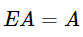 EA = A